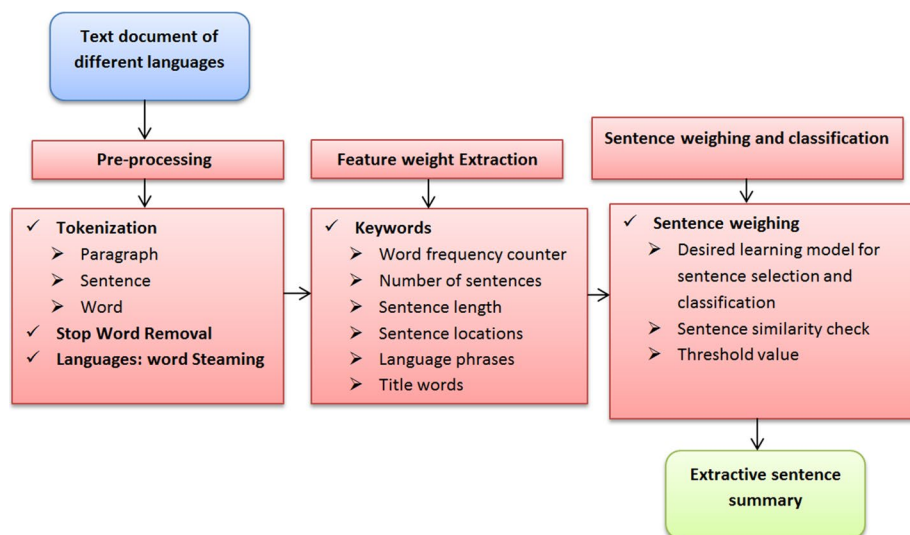 Text document of
different languages
Pre-processing
Feature weight Extraction
Sentence weighing and classification
✓ Tokenization
➢ Paragraph
➢ Sentence
➢ Word
✓ Stop Word Removal
✓ Languages: word Steaming
✓ Keywords
➢ Word frequency counter
➢ Number of sentences
➢ Sentence length
➢ Sentence locations
➢ Language phrases
➢ Title words
✓ Sentence weighing
➢ Desired learning model for
sentence selection and
classification
➢ Sentence similarity check
➢ Threshold value
Extractive sentence
summary